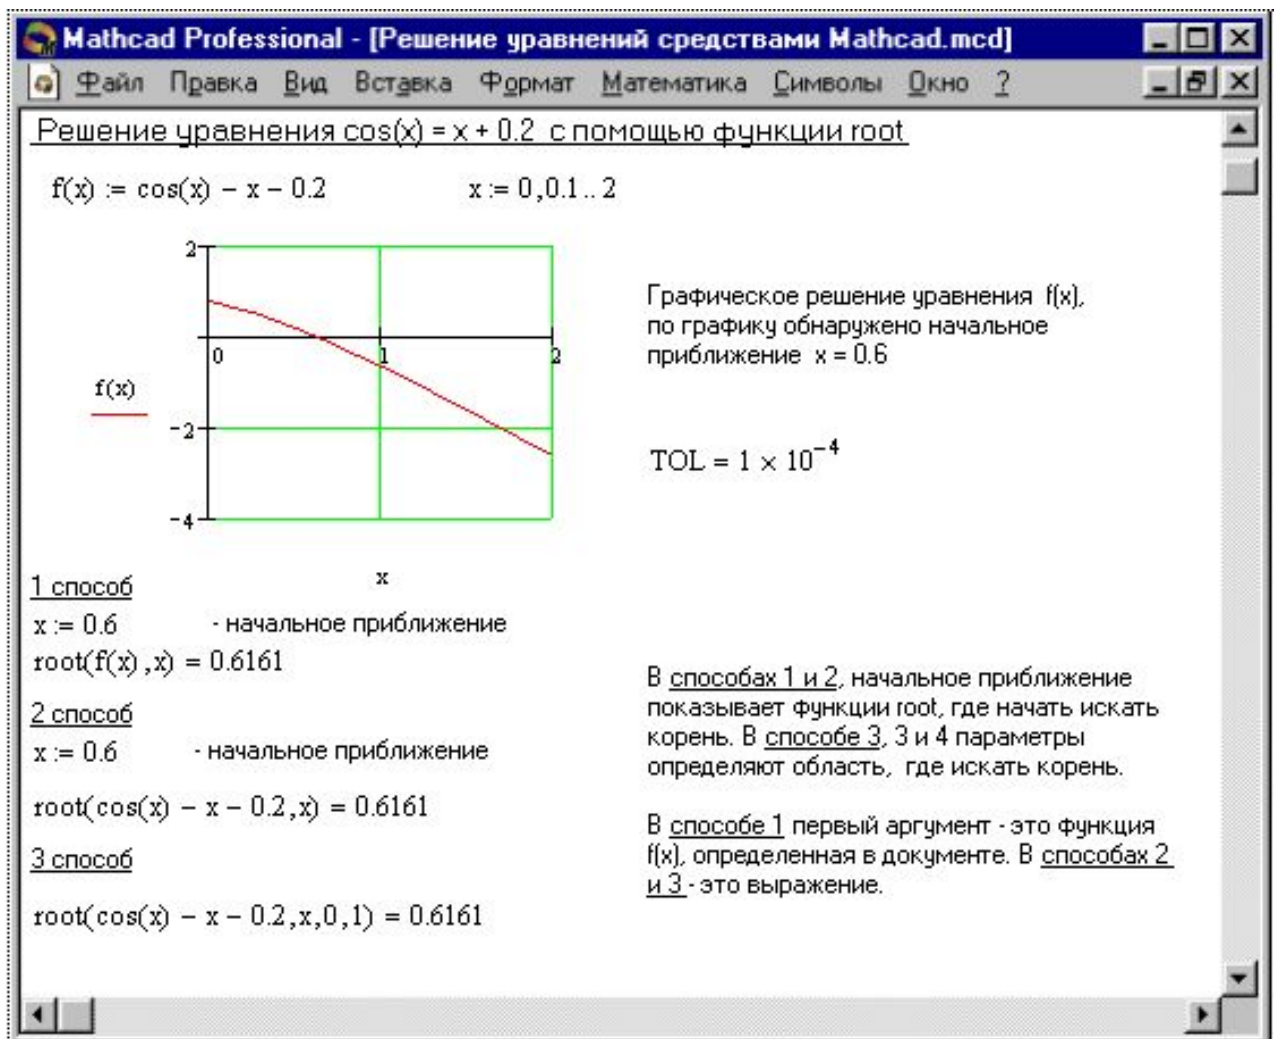 Mathcad Professional - [Решение уравнений средствами Mathcad.mcd]
Файл Правка Вид Вставка Формат Математика Символы Окно ?
Решение уравнения cos(x) = x + 0.2 с помощью функции root
f(x) := cos(x) − x − 0.2 x := 0,0.1.. 2
2
0 1 2
f(x)
-2
-4
x
Графическое решение уравнения f(x),
по графику обнаружено начальное
приближение x = 0.6
TOL = 1 × 10⁻⁴
1 способ
x := 0.6 - начальное приближение
root(f(x),x) = 0.6161
2 способ
x := 0.6 - начальное приближение
root(cos(x) − x − 0.2,x) = 0.6161
3 способ
root(cos(x) − x − 0.2,x,0,1) = 0.6161
В способах 1 и 2, начальное приближение
показывает функции root, где начать искать
корень. В способе 3, 3 и 4 параметры
определяют область, где искать корень.
В способе 1 первый аргумент - это функция
f(x), определенная в документе. В способах 2
и 3 - это выражение.